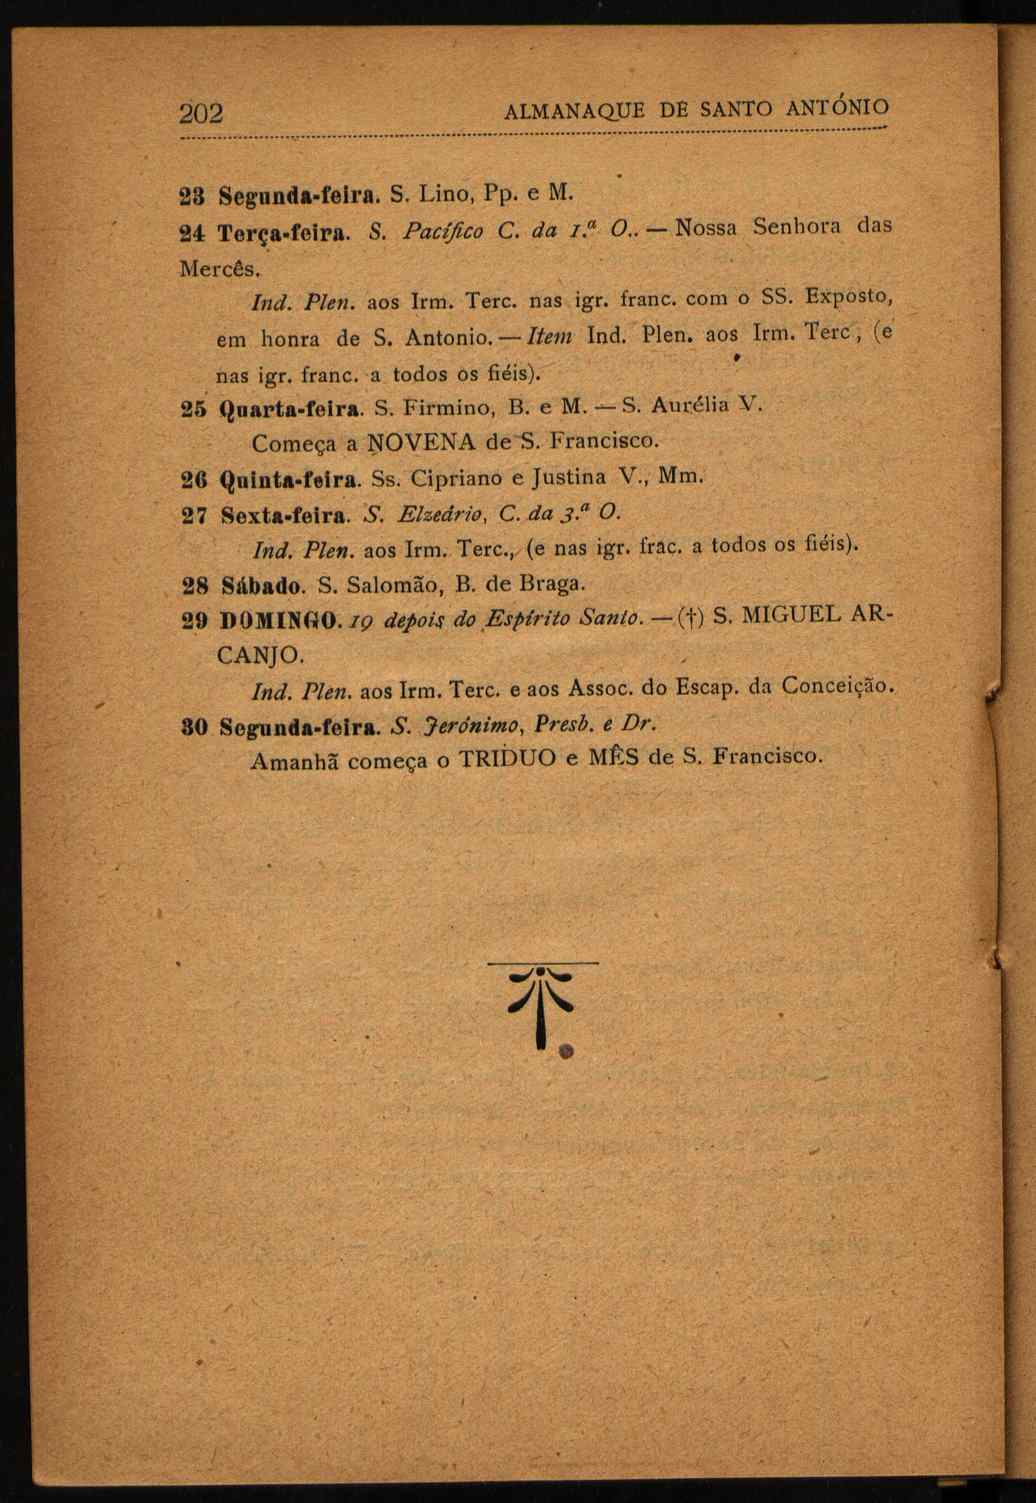 202 ALMANAQUE DE SANTO ANTÓNIO
23 Segunda-feira. S. Lino, Pp. e M.
24 Terça-feira. S. Pacífico C. da 1.ª O.. — Nossa Senhora das
Mercês.
Ind. Plen. aos Irm. Terc. nas igr. franc. com o SS. Exposto,
em honra de S. Antonio. — Item Ind. Plen. aos Irm. Terc, (e
nas igr. franc. a todos os fiéis).
25 Quarta-feira. S. Firmino, B. e M. — S. Aurélia V.
Começa a NOVENA de S. Francisco.
26 Quinta-feira. Ss. Cipriano e Justina V., Mm.
27 Sexta-feira. S. Elzeário, C. da 3.ª O.
Ind. Plen. aos Irm. Terc., (e nas igr. frac. a todos os fiéis).
28 Sábado. S. Salomão, B. de Braga.
29 DOMINGO. 19 depois do Espírito Santo. — (†) S. MIGUEL AR-
CANJO.
Ind. Plen. aos Irm. Terc. e aos Assoc. do Escap. da Conceição.
30 Segunda-feira. S. Jerónimo, Presb. e Dr.
Amanhã começa o TRIDUO e MÊS de S. Francisco.